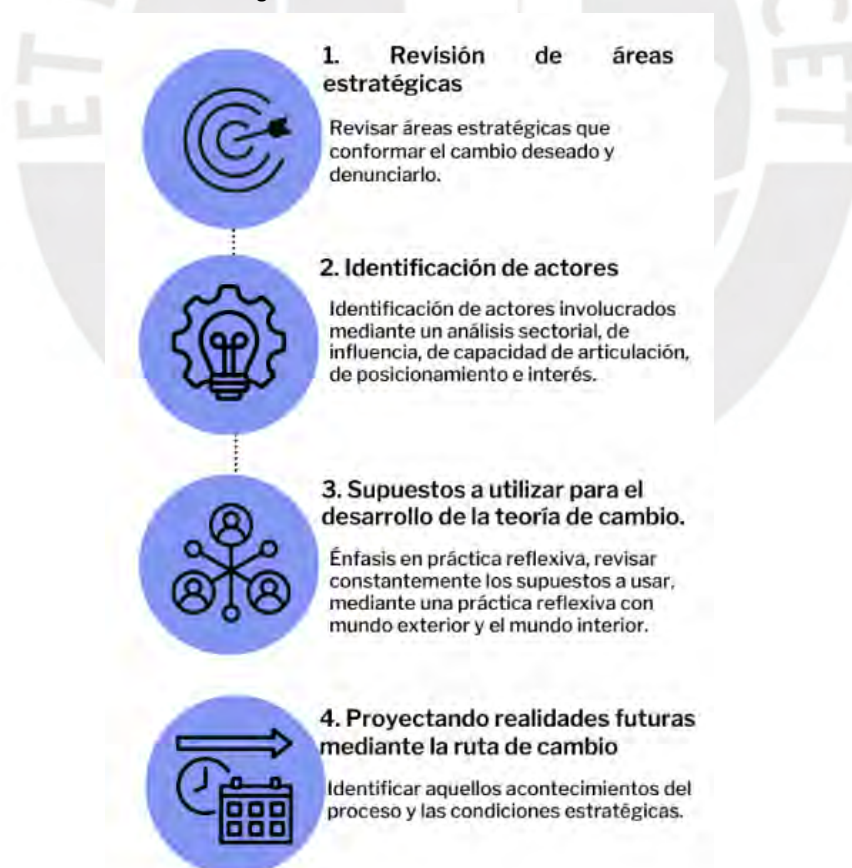 1. Revisión de áreas
estratégicas
Revisar áreas estratégicas que
conformar el cambio deseado y
denunciarlo.
2. Identificación de actores
Identificación de actores involucrados
mediante un análisis sectorial, de
influencia, de capacidad de articulación,
de posicionamiento e interés.
3. Supuestos a utilizar para el
desarrollo de la teoría de cambio.
Énfasis en práctica reflexiva, revisar
constantemente los supuestos a usar,
mediante una práctica reflexiva con
mundo exterior y el mundo interior.
4. Proyectando realidades futuras
mediante la ruta de cambio
Identificar aquellos acontecimientos del
proceso y las condiciones estratégicas.